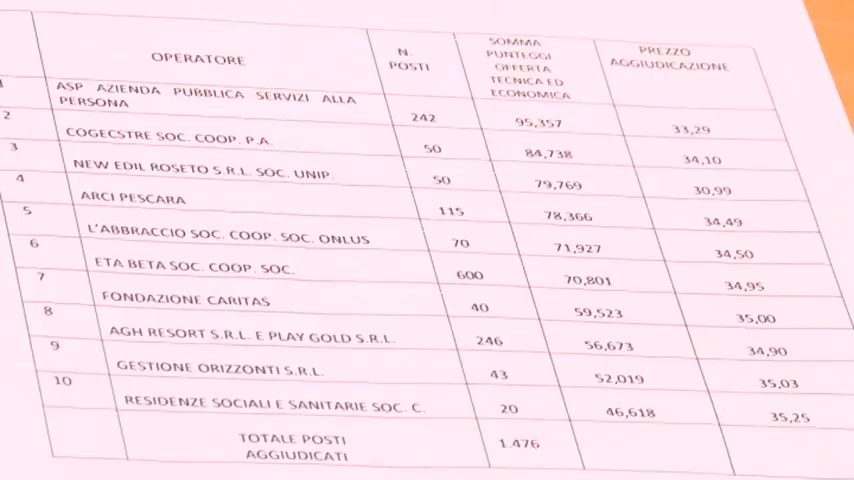 OPERATORE N. POSTI SOMMA PUNTEGGI OFFERTA TECNICA ED ECONOMICA PREZZO AGGIUDICAZIONE
1 ASP AZIENDA PUBBLICA SERVIZI ALLA PERSONA 242 95,357 33,29
2 COGECSTRE SOC. COOP. P.A. 50 84,738 34,10
3 NEW EDIL ROSETO S.R.L. SOC. UNIP. 50 79,769 30,99
4 ARCI PESCARA 115 78,366 34,49
5 L'ABBRACCIO SOC. COOP. SOC. ONLUS 70 71,927 34,50
6 ETA BETA SOC. COOP. SOC. 600 70,801 34,95
7 FONDAZIONE CARITAS 40 59,523 35,00
8 AGH RESORT S.R.L. E PLAY GOLD S.R.L. 246 56,673 34,90
9 GESTIONE ORIZZONTI S.R.L. 43 52,019 35,03
10 RESIDENZE SOCIALI E SANITARIE SOC. C. 20 46,618 35,25
TOTALE POSTI AGGIUDICATI 1.476